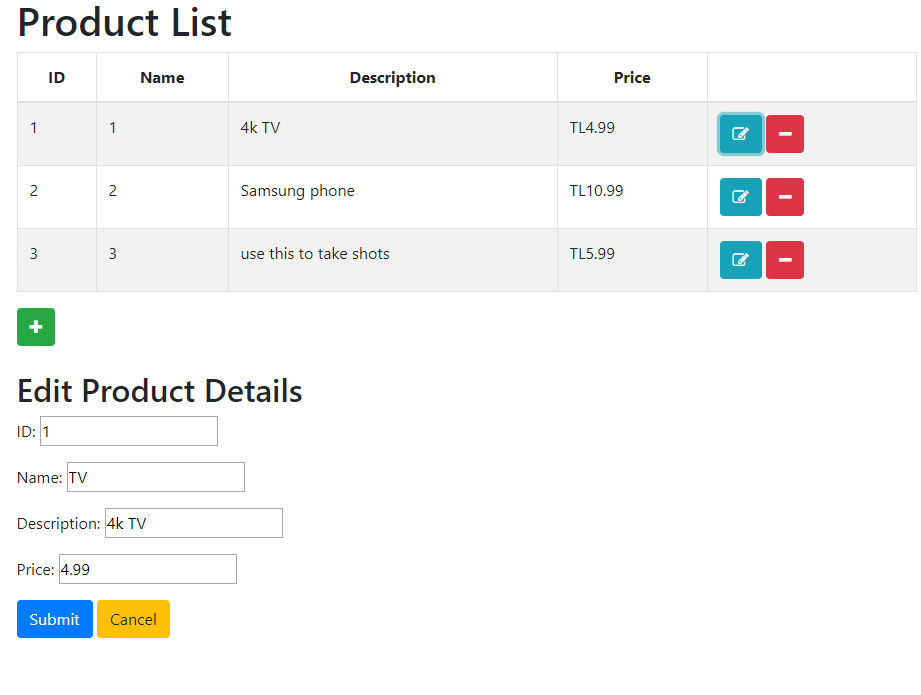 Product List
ID Name Description Price
1 1 4k TV TL4.99
2 2 Samsung phone TL10.99
3 3 use this to take shots TL5.99
Edit Product Details
ID: 1
Name: TV
Description: 4k TV
Price: 4.99
Submit Cancel